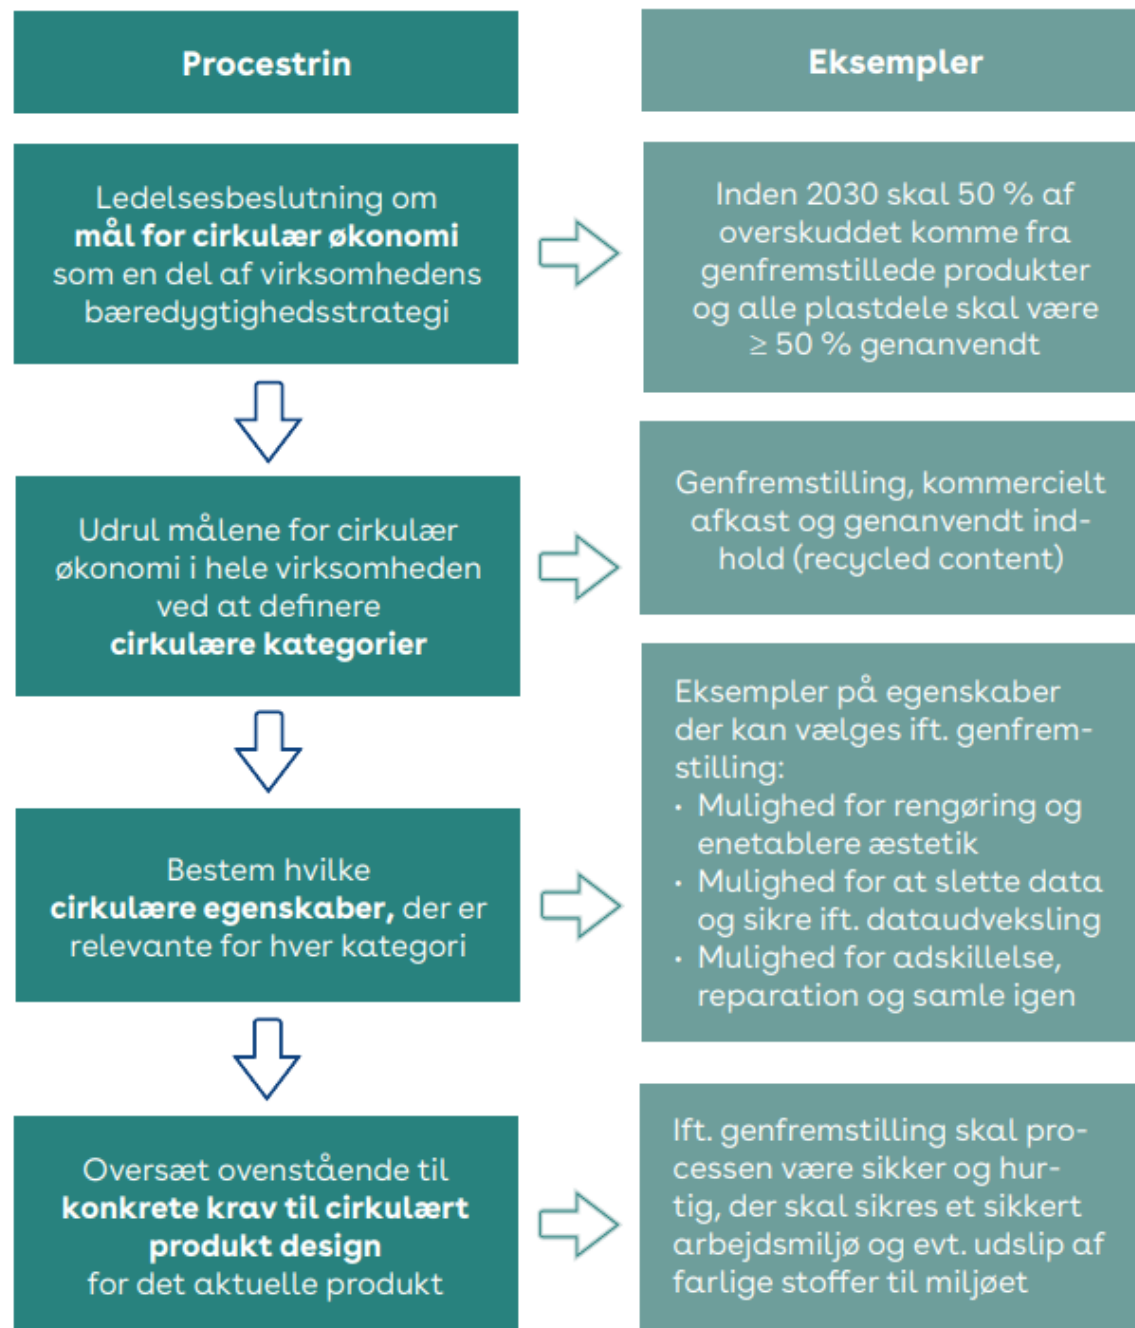 Procestrin
Eksempler
Ledelsesbeslutning om
mål for cirkulær økonomi
som en del af virksomhedens
bæredygtighedsstrategi
Inden 2030 skal 50 % af
overskuddet komme fra
genfremstillede produkter
og alle plastdele skal være
≥ 50 % genanvendt
Udrul målene for cirkulær
økonomi i hele virksomheden
ved at definere
cirkulære kategorier
Genfremstilling, kommercielt
afkast og genanvendt ind-
hold (recycled content)
Bestem hvilke
cirkulære egenskaber, der er
relevante for hver kategori
Eksempler på egenskaber
der kan vælges ift. genfrem-
stilling:
• Mulighed for rengøring og
enetablere æstetik
• Mulighed for at slette data
og sikre ift. dataudveksling
• Mulighed for adskillelse,
reparation og samle igen
Oversæt ovenstående til
konkrete krav til cirkulært
produkt design
for det aktuelle produkt
Ift. genfremstilling skal pro-
cessen være sikker og hur-
tig, der skal sikres et sikkert
arbejdsmiljø og evt. udslip af
farlige stoffer til miljøet